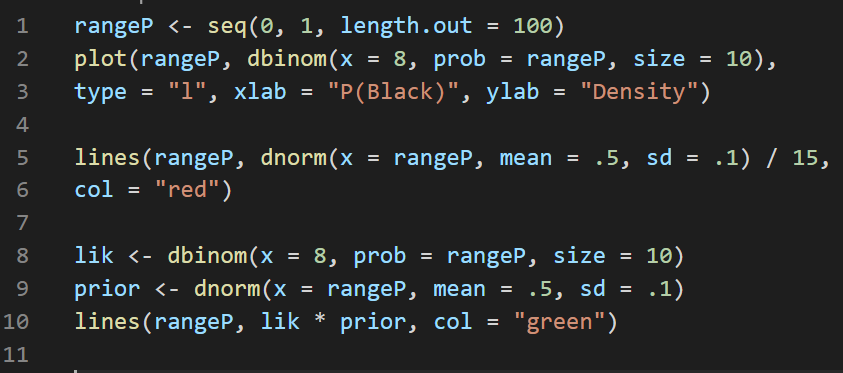 1 rangeP <- seq(0, 1, length.out = 100)
2 plot(rangeP, dbinom(x = 8, prob = rangeP, size = 10),
3 type = "l", xlab = "P(Black)", ylab = "Density")
4
5 lines(rangeP, dnorm(x = rangeP, mean = .5, sd = .1) / 15,
6 col = "red")
7
8 lik <- dbinom(x = 8, prob = rangeP, size = 10)
9 prior <- dnorm(x = rangeP, mean = .5, sd = .1)
10 lines(rangeP, lik * prior, col = "green")
11